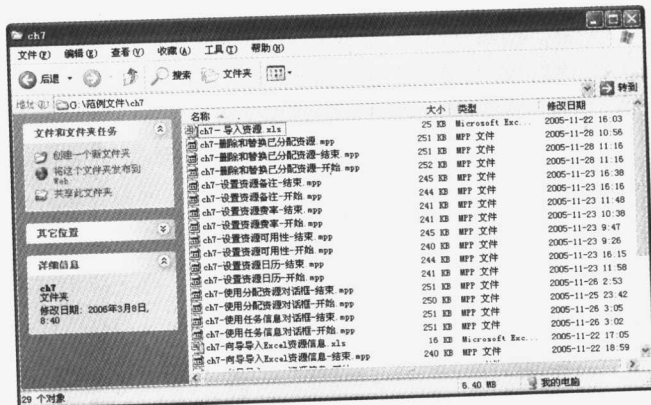 ch7
文件(F) 编辑(E) 查看(V) 收藏(A) 工具(T) 帮助(H)
后退 搜索 文件夹
地址(D) G:\范例文件\ch7 转到
文件和文件夹任务
创建一个新文件夹
将这个文件夹发布到
Web
共享此文件夹
其它位置
详细信息
ch7
文件夹
修改日期: 2006年3月8日,
8:40
名称 大小 类型 修改日期
ch7-导入资源.xls 25 KB Microsoft Exc... 2005-11-22 16:03
ch7-删除和替换已分配资源.mpp 251 KB MPP 文件 2005-11-28 10:56
ch7-删除和替换已分配资源-结束.mpp 251 KB MPP 文件 2005-11-28 11:16
ch7-删除和替换已分配资源-开始.mpp 252 KB MPP 文件 2005-11-28 11:16
ch7-设置资源备注-结束.mpp 245 KB MPP 文件 2005-11-23 16:38
ch7-设置资源备注-开始.mpp 244 KB MPP 文件 2005-11-23 16:16
ch7-设置资源费率-结束.mpp 241 KB MPP 文件 2005-11-23 11:48
ch7-设置资源费率-开始.mpp 241 KB MPP 文件 2005-11-23 10:38
ch7-设置资源可用性-结束.mpp 245 KB MPP 文件 2005-11-23 9:47
ch7-设置资源可用性-开始.mpp 240 KB MPP 文件 2005-11-23 9:26
ch7-设置资源日历-结束.mpp 244 KB MPP 文件 2005-11-23 16:15
ch7-设置资源日历-开始.mpp 241 KB MPP 文件 2005-11-23 11:58
ch7-使用分配资源对话框-结束.mpp 251 KB MPP 文件 2005-11-26 2:53
ch7-使用分配资源对话框-开始.mpp 250 KB MPP 文件 2005-11-25 23:42
ch7-使用任务信息对话框-结束.mpp 251 KB MPP 文件 2005-11-26 3:05
ch7-使用任务信息对话框-开始.mpp 251 KB MPP 文件 2005-11-26 3:02
ch7-向导导入Excel资源信息.xls 16 KB Microsoft Exc... 2005-11-22 17:05
ch7-向导导入Excel资源信息-结束.mpp 240 KB MPP 文件 2005-11-22 18:59
29 个对象 6.40 MB 我的电脑